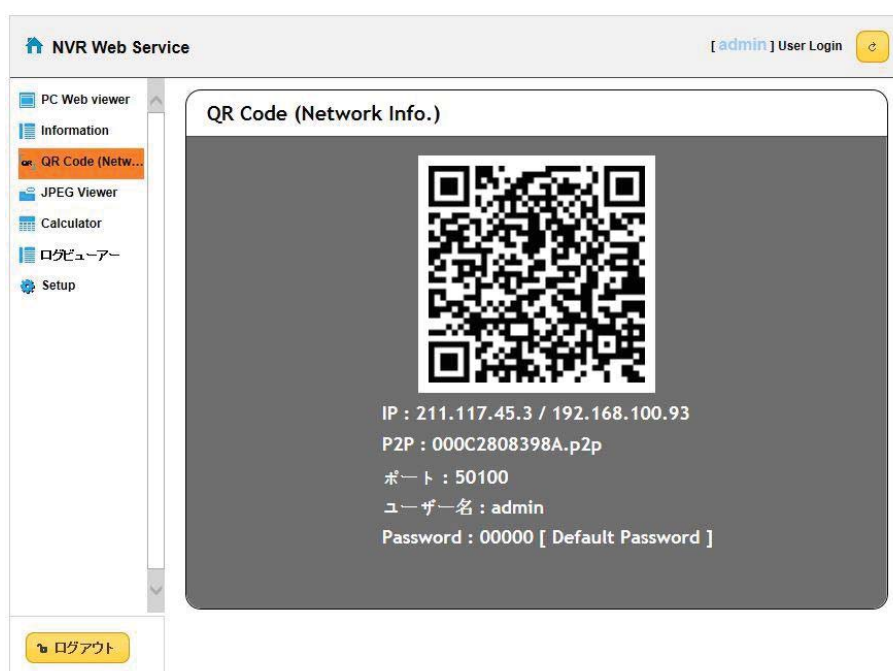 NVR Web Service
[ admin ] User Login
PC Web viewer
Information
QR Code (Netw...
JPEG Viewer
Calculator
ログビューアー
Setup
ログアウト
QR Code (Network Info.)
IP : 211.117.45.3 / 192.168.100.93
P2P : 000C2808398A.p2p
ポート : 50100
ユーザー名 : admin
Password : 00000 [ Default Password ]